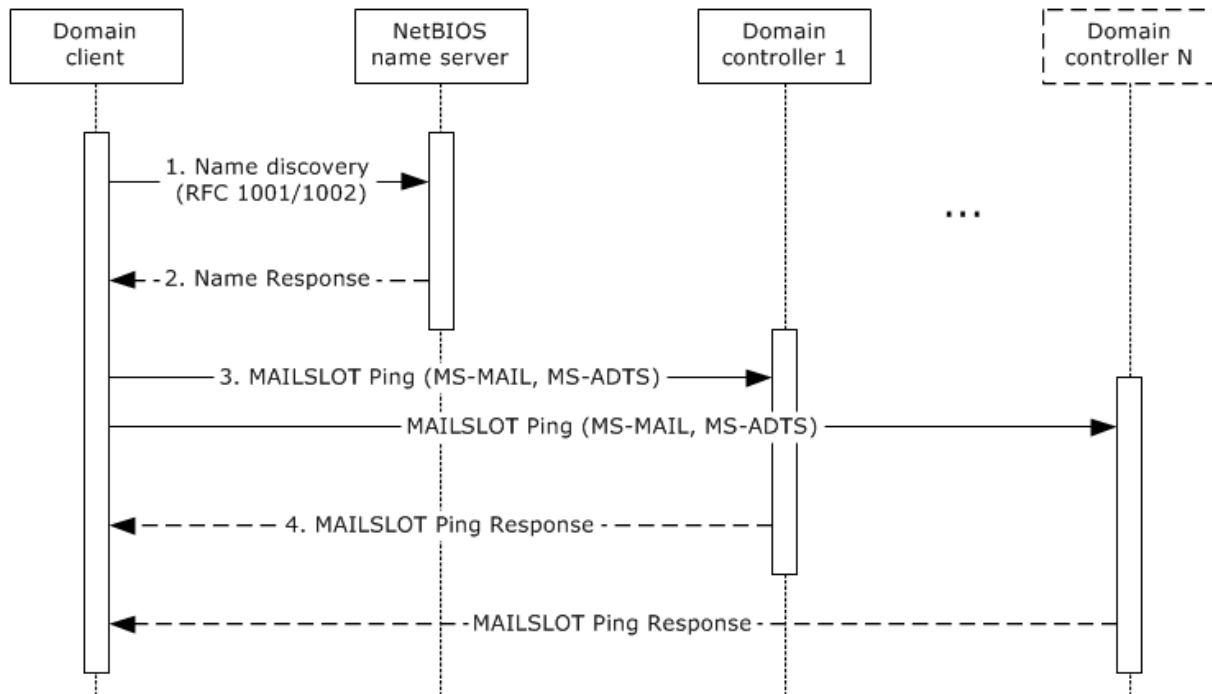 Domain
client
NetBIOS
name server
Domain
controller 1
Domain
controller N
1. Name discovery
(RFC 1001/1002)
...
2. Name Response
3. MAILSLOT Ping (MS-MAIL, MS-ADTS)
MAILSLOT Ping (MS-MAIL, MS-ADTS)
4. MAILSLOT Ping Response
MAILSLOT Ping Response